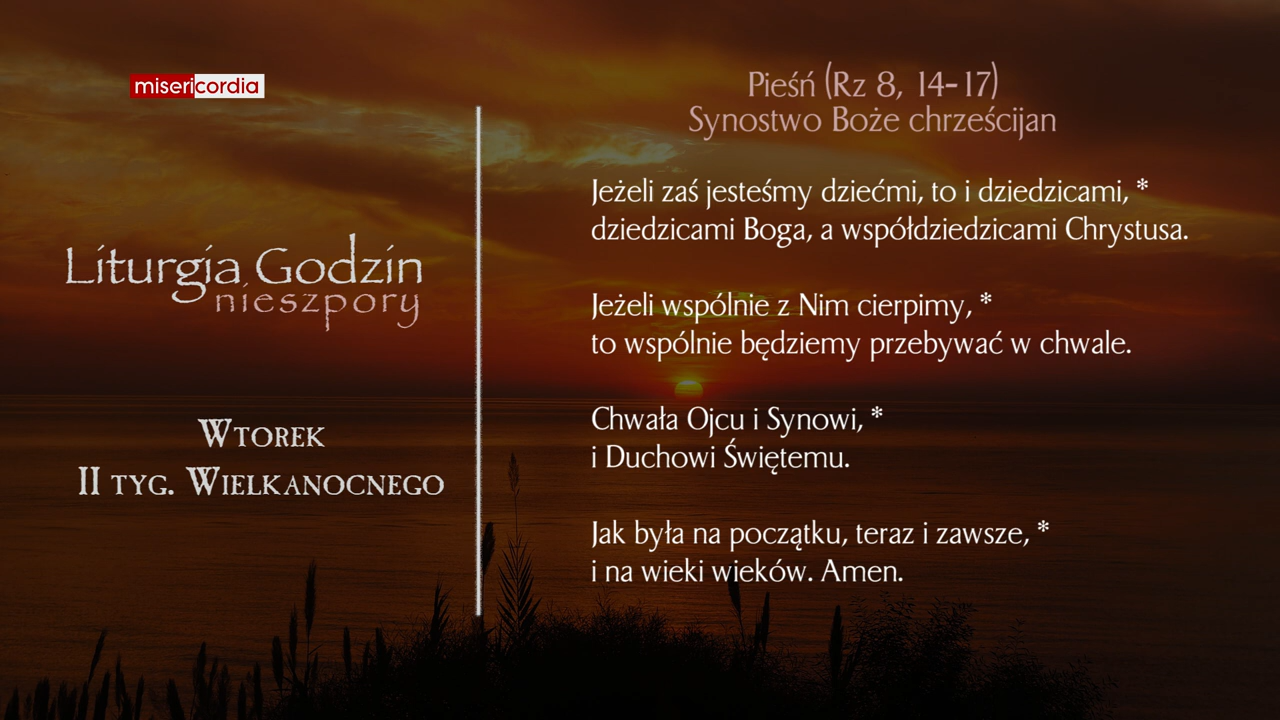 misericordia
Liturgia Godzin
nieszpory
Wtorek
II tyg. Wielkanocnego
Pieśń (Rz 8, 14-17)
Synostwo Boże chrześcijan
Jeżeli zaś jesteśmy dziećmi, to i dziedzicami, *
dziedzicami Boga, a współdziedzicami Chrystusa.
Jeżeli wspólnie z Nim cierpimy, *
to wspólnie będziemy przebywać w chwale.
Chwała Ojcu i Synowi, *
i Duchowi Świętemu.
Jak była na początku, teraz i zawsze, *
i na wieki wieków. Amen.